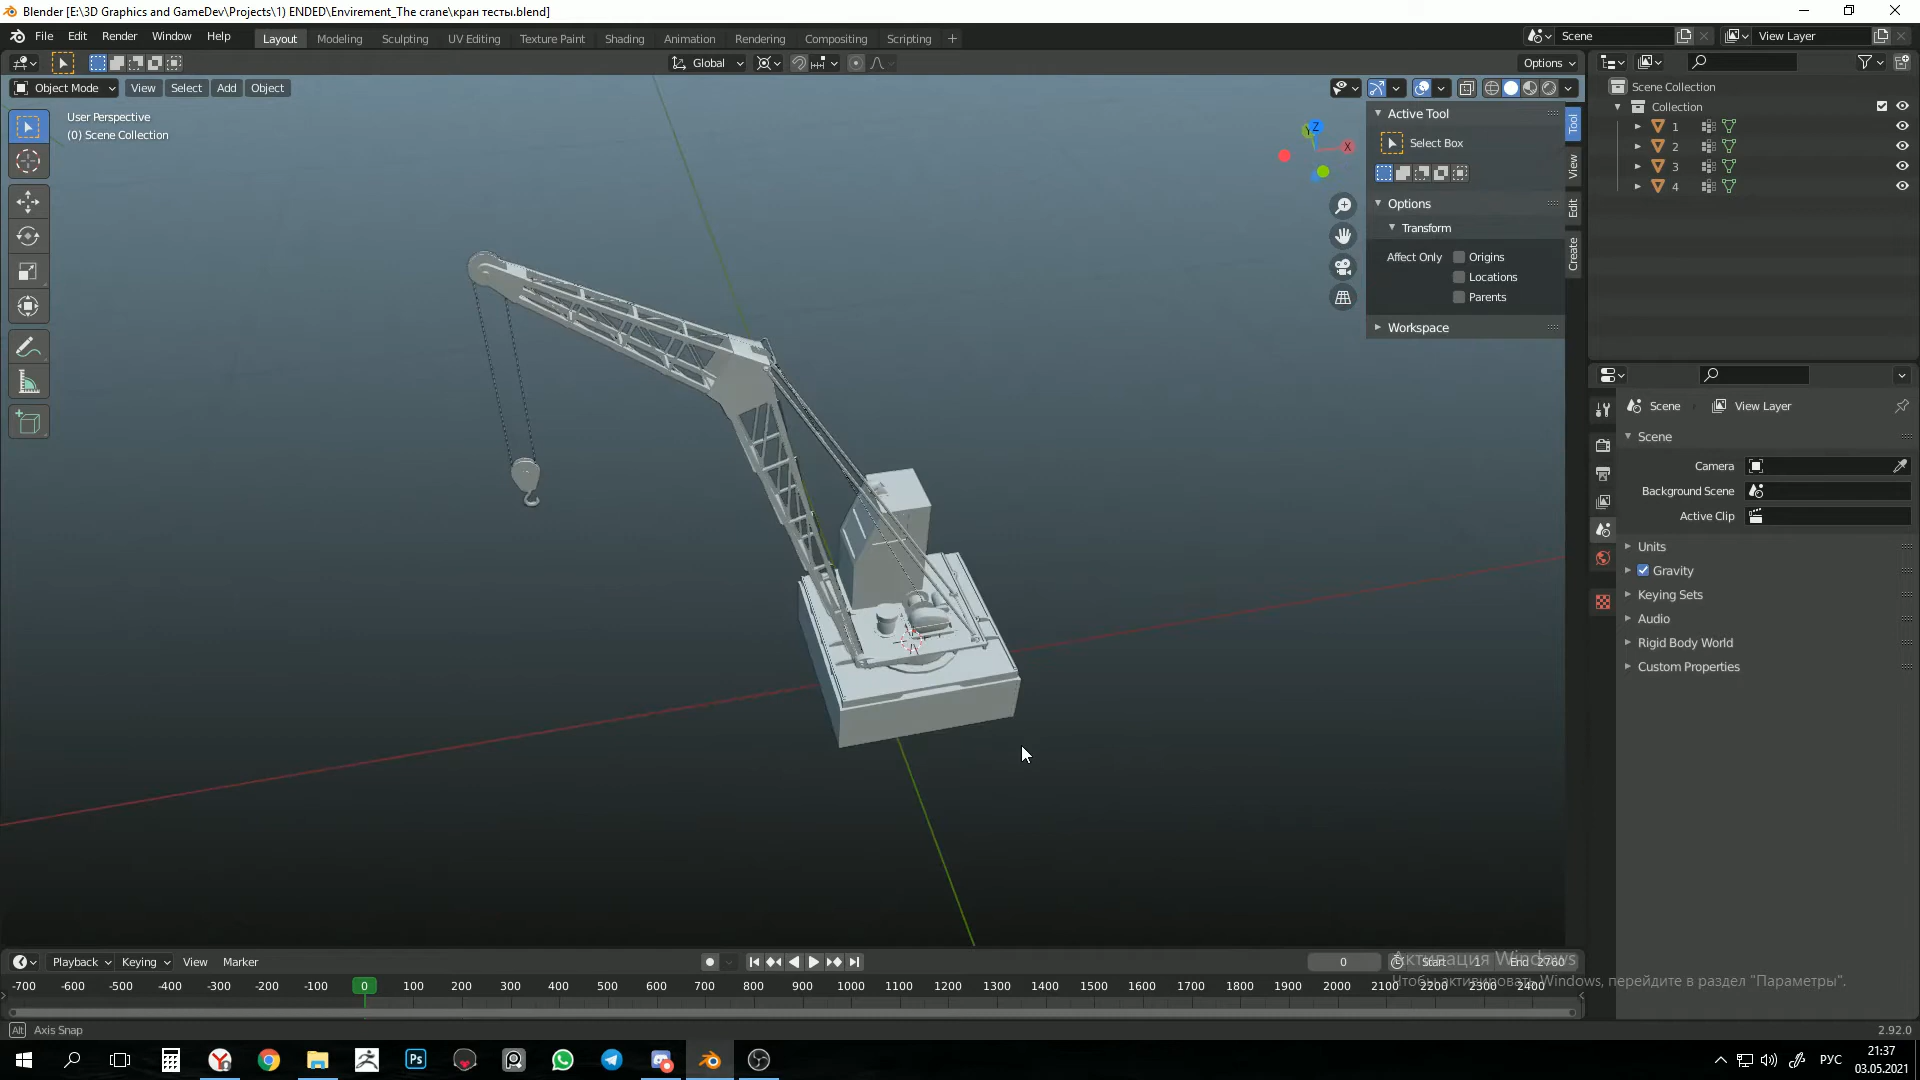 Blender [E:\3D Graphics and GameDev\Projects\1) ENDED\Envirement_The crane\кран тесты.blend]
File Edit Render Window Help Layout Modeling Sculpting UV Editing Texture Paint Shading Animation Rendering Compositing Scripting + Scene View Layer
Global Options
Object Mode View Select Add Object
User Perspective
(0) Scene Collection
Z
Y
X
Active Tool
Select Box
Options
Transform
Affect Only Origins
Locations
Parents
Workspace
Tool
View
Edit
Create
Scene Collection
Collection
1
2
3
4
Scene View Layer
Scene
Camera
Background Scene
Active Clip
Units
Gravity
Keying Sets
Audio
Rigid Body World
Custom Properties
Playback Keying View Marker 0 Start 1 End 2760
-700 -600 -500 -400 -300 -200 -100 0 100 200 300 400 500 600 700 800 900 1000 1100 1200 1300 1400 1500 1600 1700 1800 1900 2000 2100 2200 2300 2400
Активация Windows
Чтобы активировать Windows, перейдите в раздел "Параметры".
Alt Axis Snap 2.92.0
Ps
РУС
21:37
03.05.2021